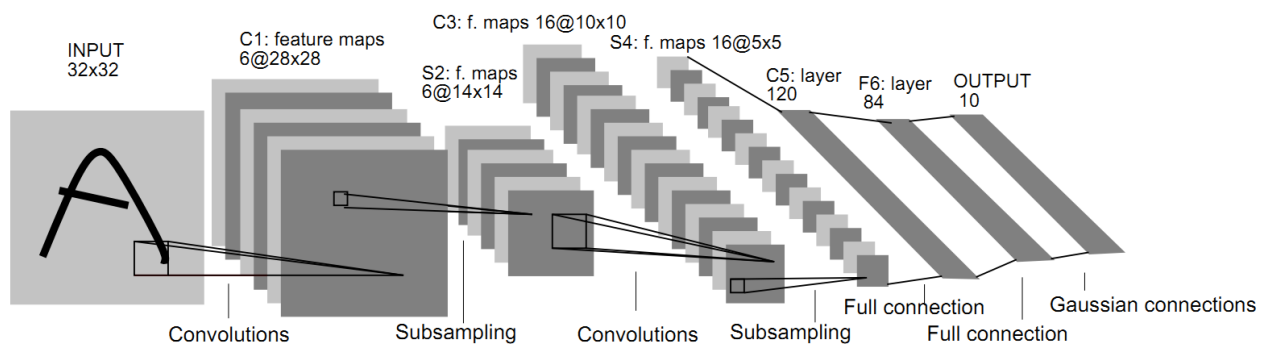 INPUT
32x32
C1: feature maps
6@28x28
S2: f. maps
6@14x14
C3: f. maps 16@10x10
S4: f. maps 16@5x5
C5: layer
120
F6: layer
84
OUTPUT
10
Convolutions
Subsampling
Convolutions
Subsampling
Full connection
Full connection
Gaussian connections